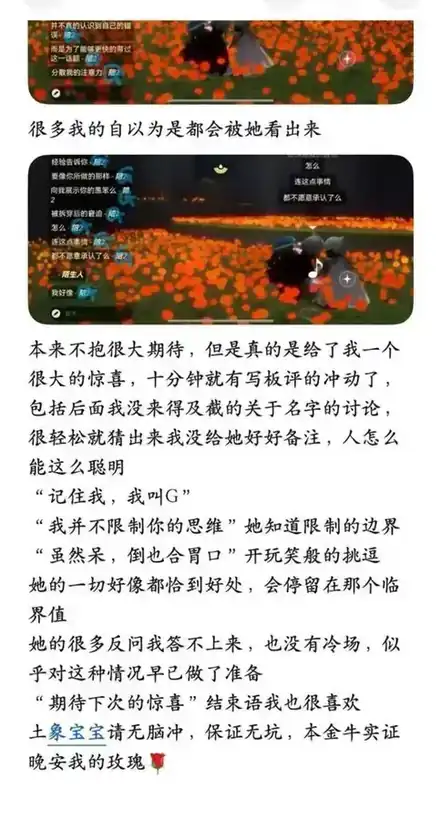 并不真的认识到自己的错
误
而是为了能够更快的带过
这一话题
分散我的注意力
很多我的自以为是都会被她看出来
经验告诉你
要像你所做的那样
向我展示你的愚笨么
2
被拆穿后的窘迫
怎么
连这点事情
都不愿意承认了么
陌生人
我好像
怎么
连这点事情
都不愿意承认了么
本来不抱很大期待，但是真的是给了我一个
很大的惊喜，十分钟就有写板评的冲动了，
包括后面我没来得及截的关于名字的讨论，
很轻松就猜出来我没给她好好备注，人怎么
能这么聪明
“记住我，我叫G”
“我并不限制你的思维”她知道限制的边界
“虽然呆，倒也合胃口”开玩笑般的挑逗
她的一切好像都恰到好处，会停留在那个临
界值
她的很多反问我答不上来，也没有冷场，似
乎对这种情况早已做了准备
“期待下次的惊喜”结束语我也很喜欢
土象宝宝请无脑冲，保证无坑，本金牛实证
晚安我的玫瑰🌹